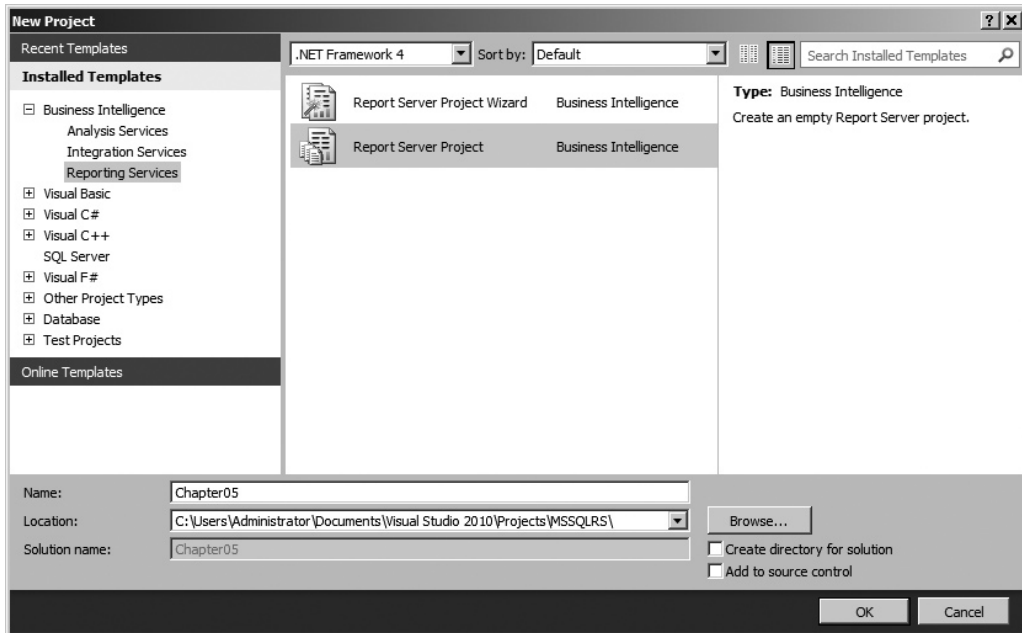 New Project
Recent Templates
.NET Framework 4
Sort by: Default
Search Installed Templates
Installed Templates
Business Intelligence
Analysis Services
Integration Services
Reporting Services
Visual Basic
Visual C#
Visual C++
SQL Server
Visual F#
Other Project Types
Database
Test Projects
Online Templates
Report Server Project Wizard Business Intelligence
Report Server Project Business Intelligence
Type: Business Intelligence
Create an empty Report Server project.
Name: Chapter05
Location: C:\Users\Administrator\Documents\Visual Studio 2010\Projects\MSSQLRS\
Browse...
Solution name: Chapter05
Create directory for solution
Add to source control
OK Cancel